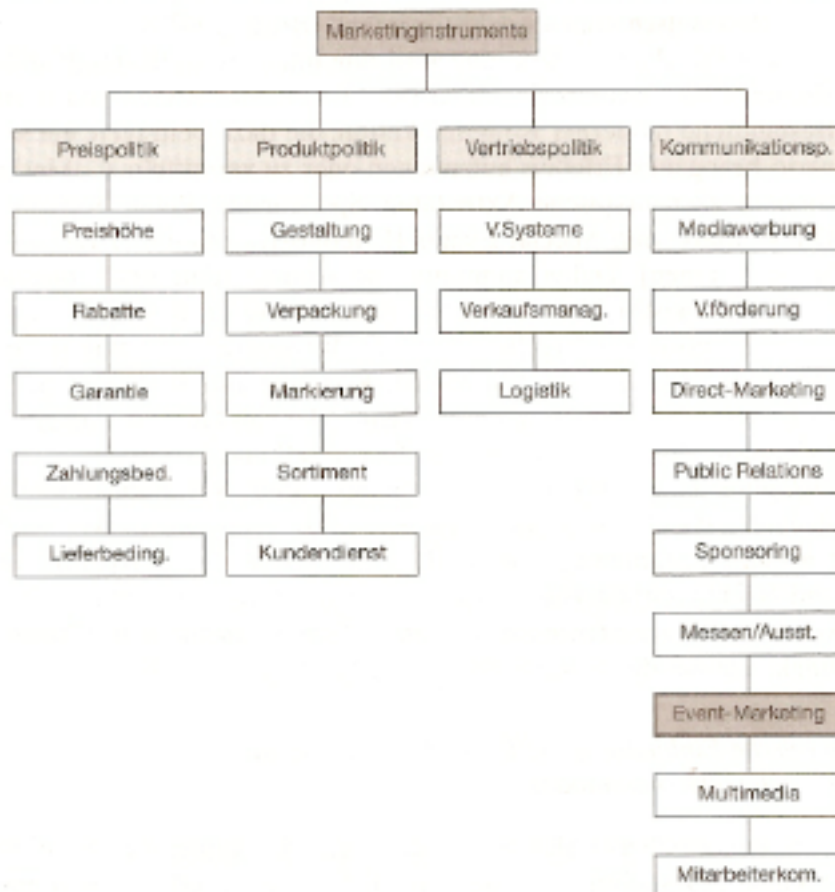 Marketinginstrumente
Preispolitik
Preishöhe
Rabatte
Garantie
Zahlungsbed.
Lieferbeding.
Produktpolitik
Gestaltung
Verpackung
Markierung
Sortiment
Kundendienst
Vertriebspolitik
V.Systeme
Verkaufsmanag.
Logistik
Kommunikationsp.
Mediawerbung
V.förderung
Direct-Marketing
Public Relations
Sponsoring
Messen/Ausst.
Event-Marketing
Multimedia
Mitarbeiterkom.